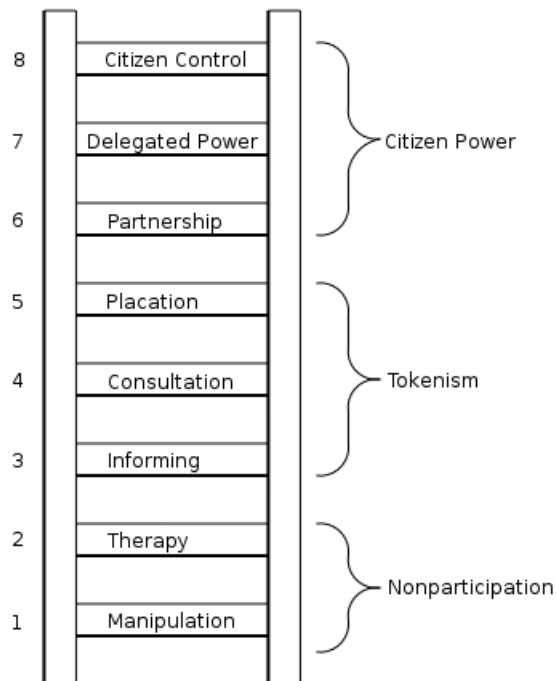 8 Citizen Control
7 Delegated Power
Citizen Power
6 Partnership
5 Placation
4 Consultation
Tokenism
3 Informing
2 Therapy
Nonparticipation
1 Manipulation